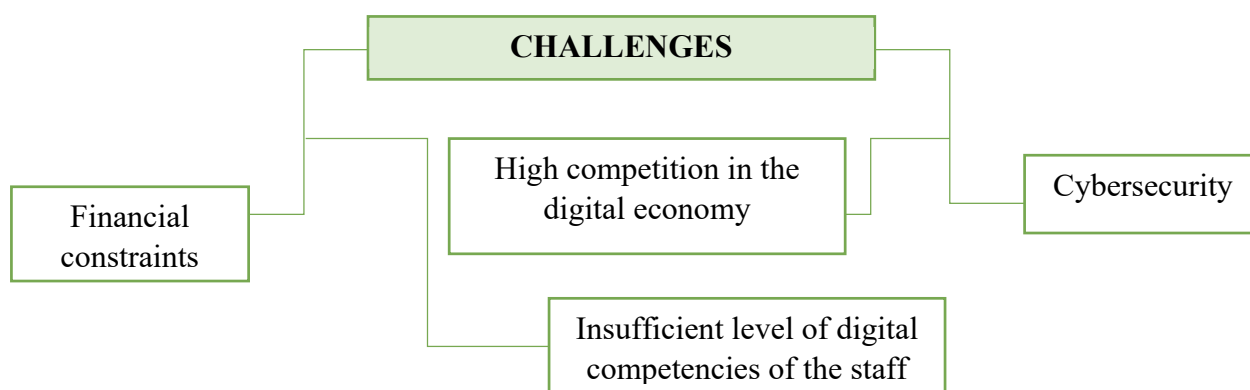 CHALLENGES
High competition in the
digital economy
Cybersecurity
Financial
constraints
Insufficient level of digital
competencies of the staff